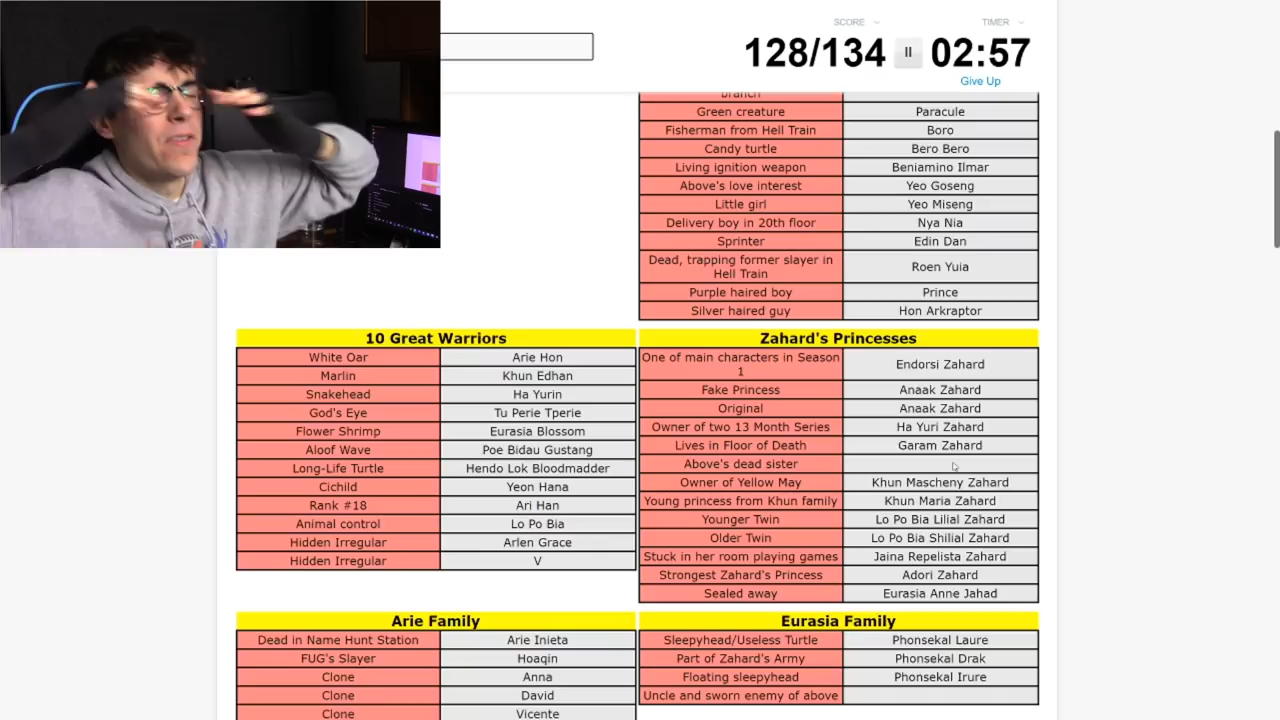 SCORE
TIMER
128/134
02:57
Give Up
branch
Green creature Paracule
Fisherman from Hell Train Boro
Candy turtle Bero Bero
Living ignition weapon Beniamino Ilmar
Above's love interest Yeo Goseng
Little girl Yeo Miseng
Delivery boy in 20th floor Nya Nia
Sprinter Edin Dan
Dead, trapping former slayer in
Hell Train Roen Yuia
Purple haired boy Prince
Silver haired guy Hon Arkraptor
10 Great Warriors
White Oar Arie Hon
Marlin Khun Edhan
Snakehead Ha Yurin
God's Eye Tu Perie Tperie
Flower Shrimp Eurasia Blossom
Aloof Wave Poe Bidau Gustang
Long-Life Turtle Hendo Lok Bloodmadder
Cichild Yeon Hana
Rank #18 Ari Han
Animal control Lo Po Bia
Hidden Irregular Arlen Grace
Hidden Irregular V
Zahard's Princesses
One of main characters in Season
1 Endorsi Zahard
Fake Princess Anaak Zahard
Original Anaak Zahard
Owner of two 13 Month Series Ha Yuri Zahard
Lives in Floor of Death Garam Zahard
Above's dead sister
Owner of Yellow May Khun Mascheny Zahard
Young princess from Khun family Khun Maria Zahard
Younger Twin Lo Po Bia Lilial Zahard
Older Twin Lo Po Bia Shilial Zahard
Stuck in her room playing games Jaina Repelista Zahard
Strongest Zahard's Princess Adori Zahard
Sealed away Eurasia Anne Jahad
Arie Family
Dead in Name Hunt Station Arie Inieta
FUG's Slayer Hoaqin
Clone Anna
Clone David
Clone Vicente
Eurasia Family
Sleepyhead/Useless Turtle Phonsekal Laure
Part of Zahard's Army Phonsekal Drak
Floating sleepyhead Phonsekal Irure
Uncle and sworn enemy of above